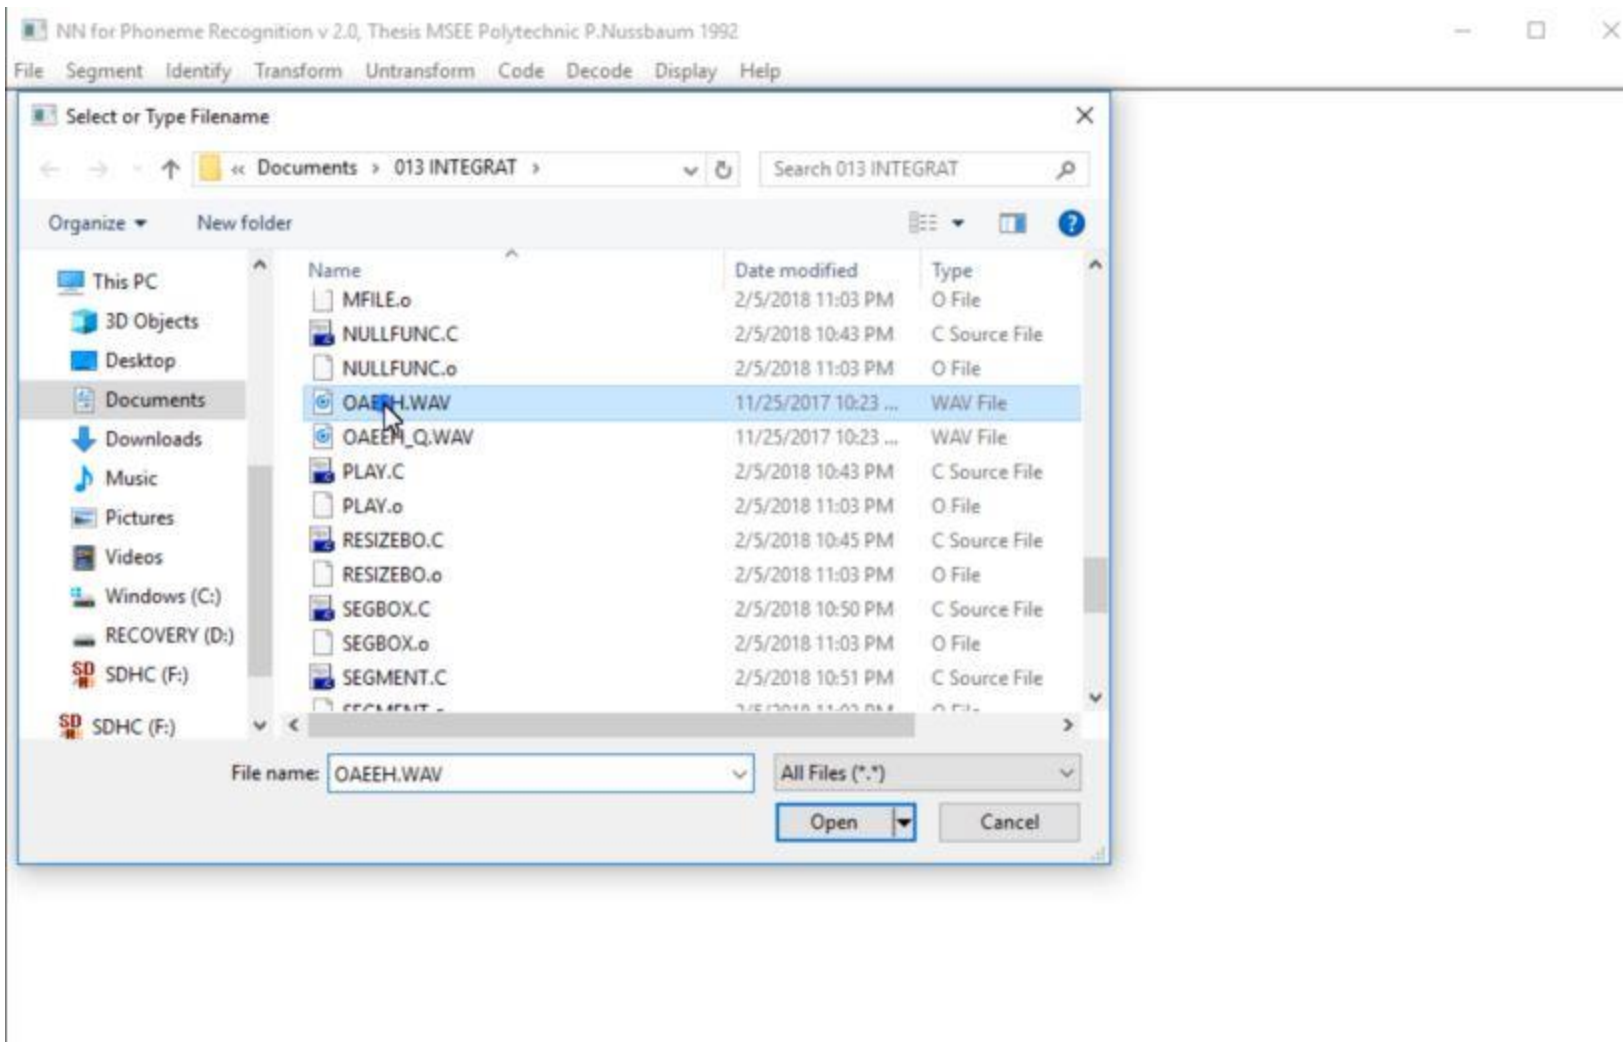 NN for Phoneme Recognition v 2.0, Thesis MSEE Polytechnic P.Nussbaum 1992
File Segment Identify Transform Untransform Code Decode Display Help
Select or Type Filename
« Documents > 013 INTEGRAT >
Search 013 INTEGRAT
Organize New folder
This PC
3D Objects
Desktop
Documents
Downloads
Music
Pictures
Videos
Windows (C:)
RECOVERY (D:)
SDHC (F:)
SDHC (F:)
Name Date modified Type
MFILE.o 2/5/2018 11:03 PM O File
NULLFUNC.C 2/5/2018 10:43 PM C Source File
NULLFUNC.o 2/5/2018 11:03 PM O File
OAEEH.WAV 11/25/2017 10:23 ... WAV File
OAEEH_Q.WAV 11/25/2017 10:23 ... WAV File
PLAY.C 2/5/2018 10:43 PM C Source File
PLAY.o 2/5/2018 11:03 PM O File
RESIZEBO.C 2/5/2018 10:45 PM C Source File
RESIZEBO.o 2/5/2018 11:03 PM O File
SEGBOX.C 2/5/2018 10:50 PM C Source File
SEGBOX.o 2/5/2018 11:03 PM O File
SEGMENT.C 2/5/2018 10:51 PM C Source File
File name: OAEEH.WAV All Files (*.*)
Open Cancel